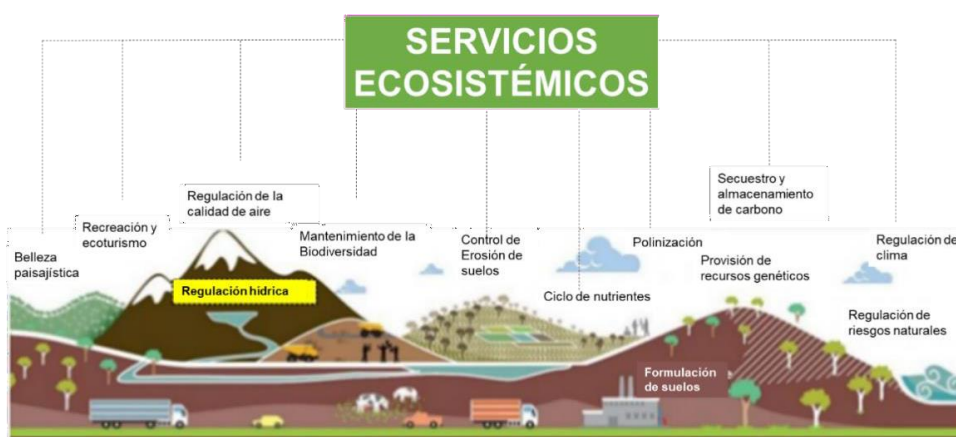 SERVICIOS
ECOSISTÉMICOS
Belleza
paisajística
Recreación y
ecoturismo
Regulación de la
calidad de aire
Regulación hídrica
Mantenimiento de la
Biodiversidad
Control de
Erosión de
suelos
Ciclo de nutrientes
Polinización
Secuestro y
almacenamiento
de carbono
Provisión de
recursos genéticos
Regulación de
clima
Regulación de
riesgos naturales
Formulación
de suelos